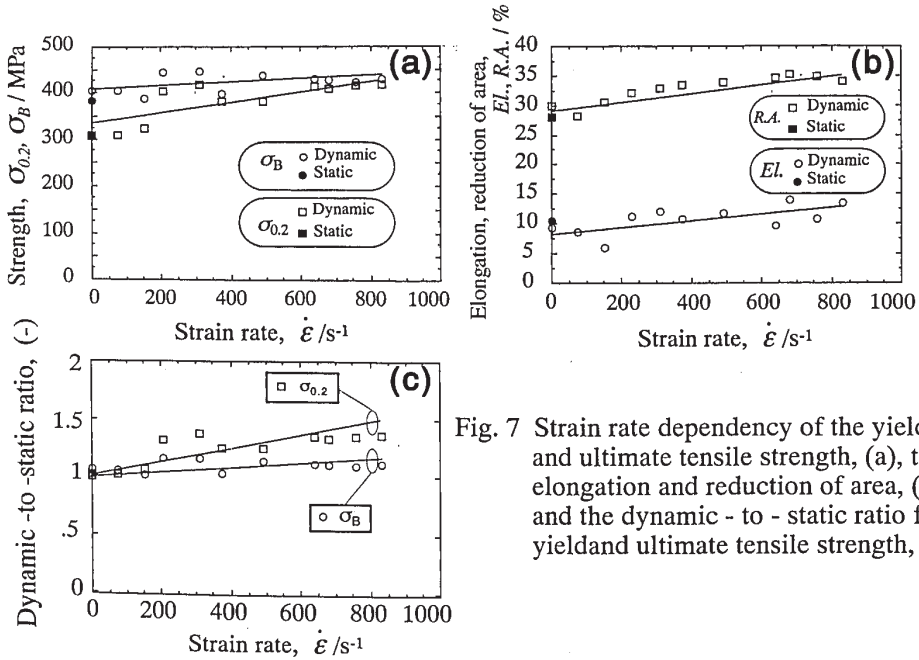 (a)
Strength, σ0.2, σB / MPa
500
400
300
200
100
0
σB ○ Dynamic
● Static
σ0.2 □ Dynamic
■ Static
0 200 400 600 800 1000
Strain rate, ε̇ /s-1
(b)
Elongation, reduction of area,
El., R.A. / %
40
35
30
25
20
15
10
5
0
R.A. □ Dynamic
■ Static
El. ○ Dynamic
● Static
0 200 400 600 800 1000
Strain rate, ε̇ /s-1
(c)
Dynamic -to -static ratio, (-)
2
1.5
1
.5
0
□ σ0.2
○ σB
0 200 400 600 800 1000
Strain rate, ε̇ /s-1
Fig. 7 Strain rate dependency of the yield
and ultimate tensile strength, (a), t
elongation and reduction of area, (
and the dynamic - to - static ratio f
yieldand ultimate tensile strength,